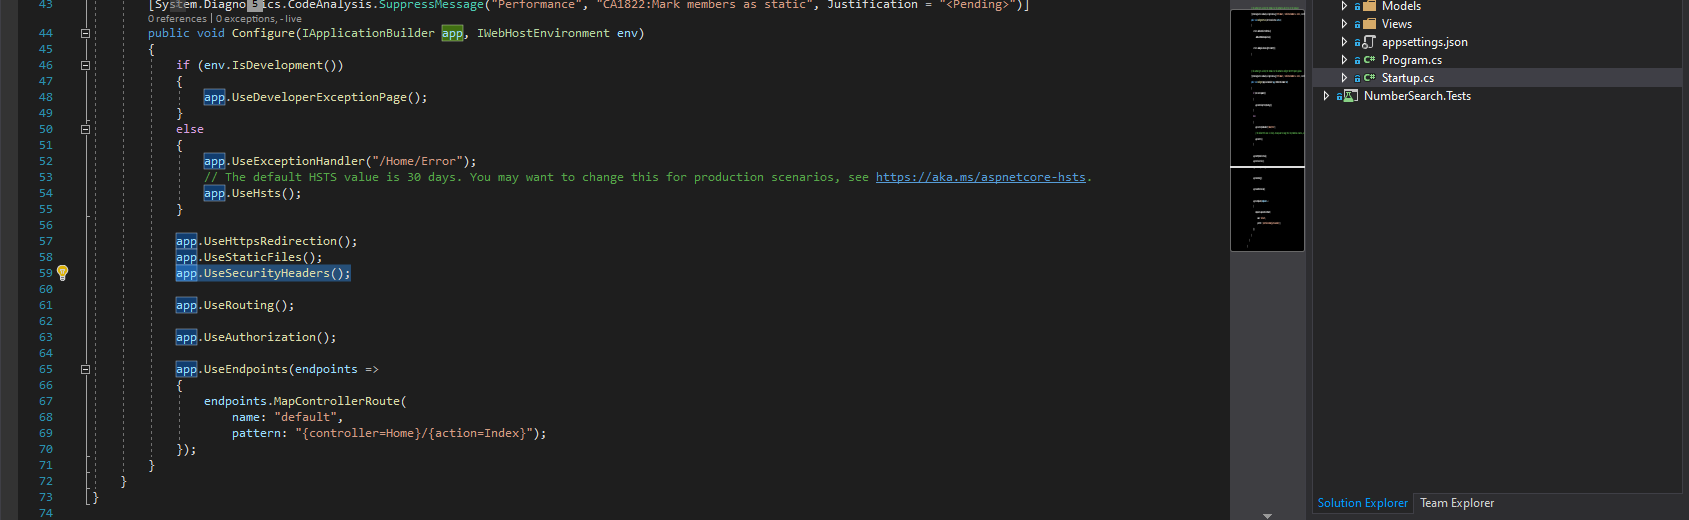 43 [System.Diagnostics.CodeAnalysis.SuppressMessage("Performance", "CA1822:Mark members as static", Justification = "<Pending>")]
0 references | 0 exceptions, - live
44 public void Configure(IApplicationBuilder app, IWebHostEnvironment env)
45 {
46 if (env.IsDevelopment())
47 {
48 app.UseDeveloperExceptionPage();
49 }
50 else
51 {
52 app.UseExceptionHandler("/Home/Error");
53 // The default HSTS value is 30 days. You may want to change this for production scenarios, see https://aka.ms/aspnetcore-hsts.
54 app.UseHsts();
55 }
56
57 app.UseHttpsRedirection();
58 app.UseStaticFiles();
59 app.UseSecurityHeaders();
60
61 app.UseRouting();
62
63 app.UseAuthorization();
64
65 app.UseEndpoints(endpoints =>
66 {
67 endpoints.MapControllerRoute(
68 name: "default",
69 pattern: "{controller=Home}/{action=Index}");
70 });
71 }
72 }
73 }
74
Models
Views
appsettings.json
C# Program.cs
C# Startup.cs
NumberSearch.Tests
Solution Explorer Team Explorer